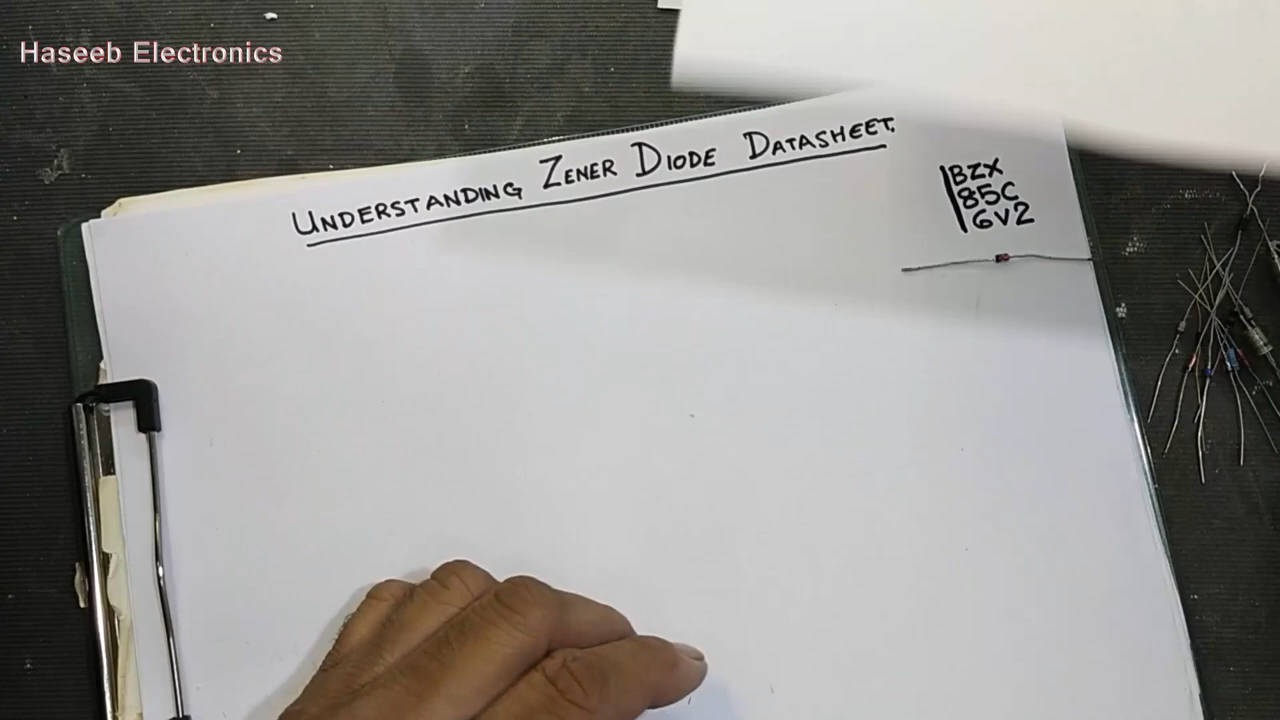 Haseeb Electronics
UNDERSTANDING ZENER DIODE DATASHEET.
BZX
85C
6V2